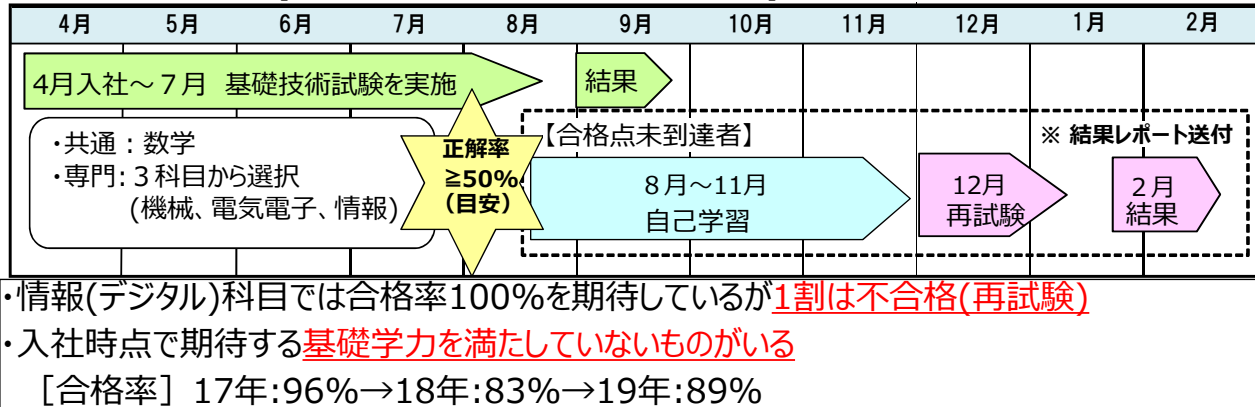 4月 5月 6月 7月 8月 9月 10月 11月 12月 1月 2月
4月入社～７月 基礎技術試験を実施
結果
・共通：数学
・専門：３科目から選択
(機械、電気電子、情報)
正解率
≧50%
（目安）
【合格点未到達者】
※ 結果レポート送付
８月～11月
自己学習
12月
再試験
２月
結果
・情報(デジタル)科目では合格率100%を期待しているが1割は不合格(再試験)
・入社時点で期待する基礎学力を満たしていないものがいる
［合格率］17年:96%→18年:83%→19年:89%